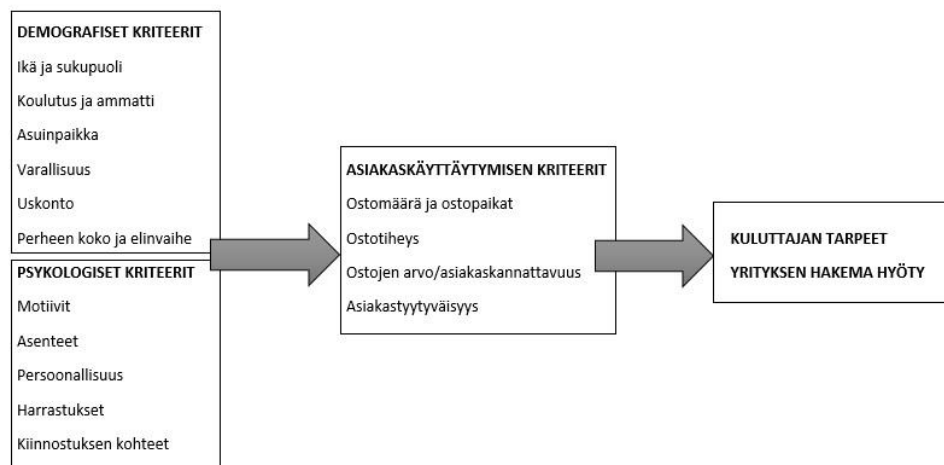 DEMOGRAFISET KRITEERIT
Ikä ja sukupuoli
Koulutus ja ammatti
Asuinpaikka
Varallisuus
Uskonto
Perheen koko ja elinvaihe
PSYKOLOGISET KRITEERIT
Motiivit
Asenteet
Persoonallisuus
Harrastukset
Kiinnostuksen kohteet
ASIAKASKÄYTTÄYTYMISEN KRITEERIT
Ostomäärä ja ostopaikat
Ostotiheys
Ostojen arvo/asiakaskannattavuus
Asiakastyytyväisyys
KULUTTAJAN TARPEET
YRITYKSEN HAKEMA HYÖTY